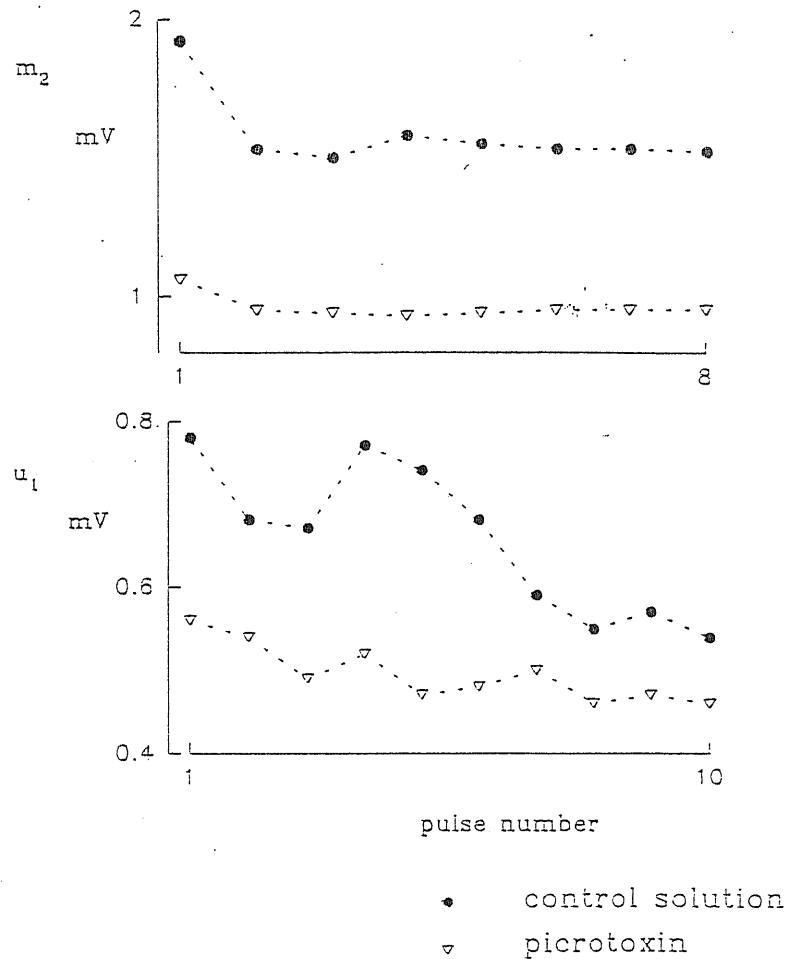 2
m₂
mV
1
1 8
0.8
u₁
mV
0.6
0.4
1 10
pulse number
control solution
picrotoxin